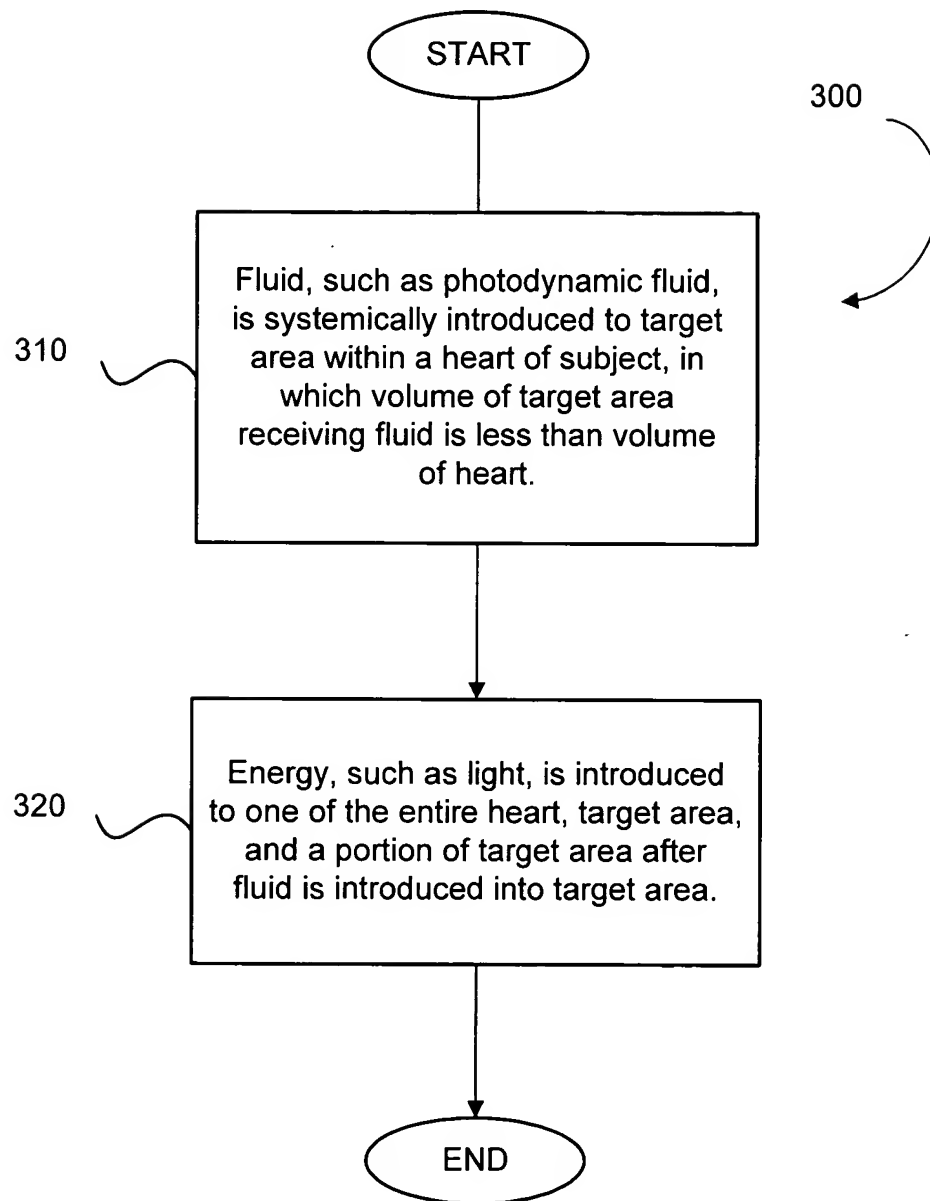 START
300
310
Fluid, such as photodynamic fluid,
is systemically introduced to target
area within a heart of subject, in
which volume of target area
receiving fluid is less than volume
of heart.
320
Energy, such as light, is introduced
to one of the entire heart, target area,
and a portion of target area after
fluid is introduced into target area.
END